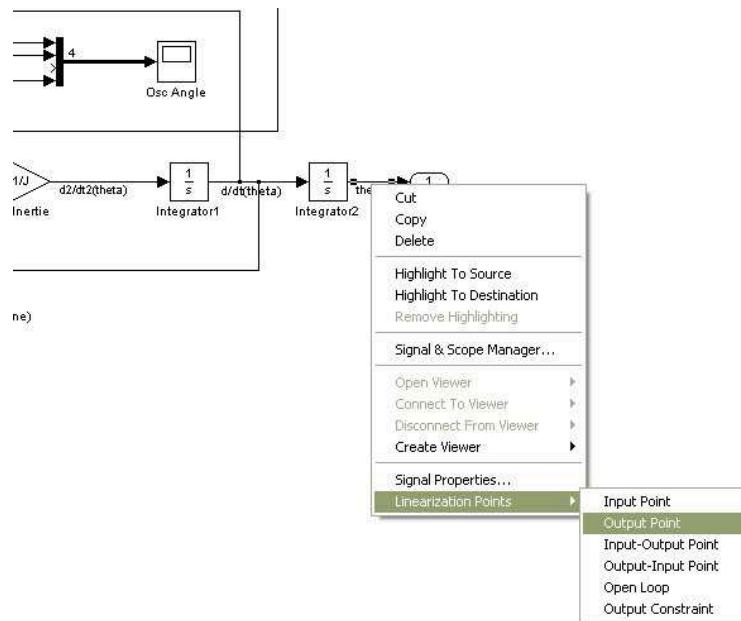 4
Osc Angle
1/J
d2/dt2(theta)
1
s
d/dt(theta)
1
s
the
1
Inertie
Integrator1
Integrator2
ne)
Cut
Copy
Delete
Highlight To Source
Highlight To Destination
Remove Highlighting
Signal & Scope Manager...
Open Viewer
Connect To Viewer
Disconnect From Viewer
Create Viewer
Signal Properties...
Linearization Points
Input Point
Output Point
Input-Output Point
Output-Input Point
Open Loop
Output Constraint